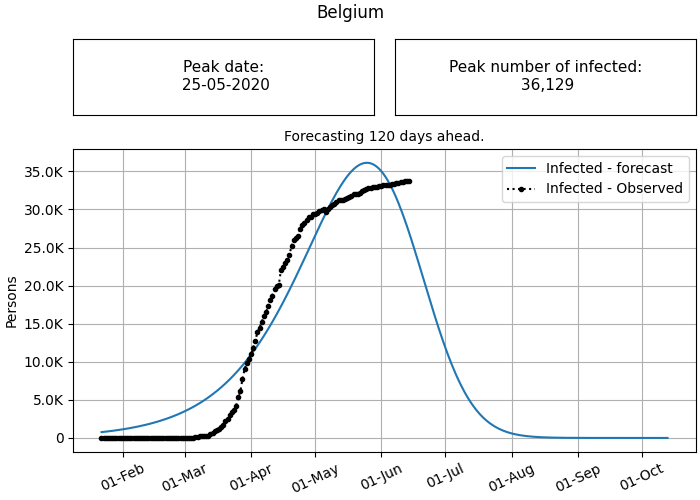 Belgium
Peak date:
25-05-2020
Peak number of infected:
36,129
Forecasting 120 days ahead.
Infected - forecast
Infected - Observed
Persons
35.0K
30.0K
25.0K
20.0K
15.0K
10.0K
5.0K
0
01-Feb
01-Mar
01-Apr
01-May
01-Jun
01-Jul
01-Aug
01-Sep
01-Oct